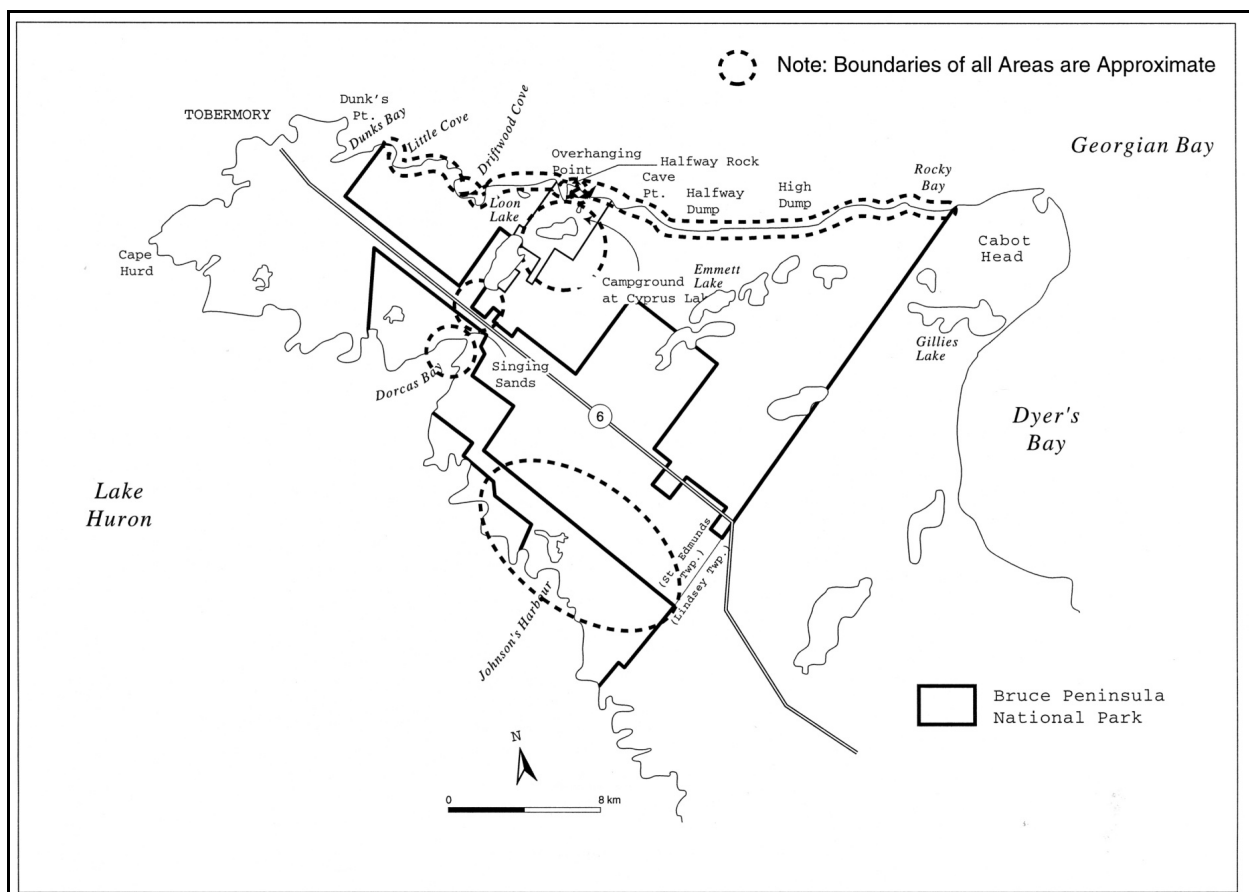 Note: Boundaries of all Areas are Approximate
Dunk's
Pt.
TOBERMORY
Dunks Bay
Little Cove
Driftwood Cove
Georgian Bay
Overhanging
Point
Halfway Rock
Cave
Pt.
Halfway
Dump
High
Dump
Rocky
Bay
Loon
Lake
Cape
Hurd
Cabot
Head
Emmett
Lake
Campground
at Cyprus Lak
Gillies
Lake
Singing
Sands
Dorcas Bay
6
Dyer's
Bay
Lake
Huron
(St. Edmunds
Twp.)
(Lindsey Twp.)
Johnson's Harbour
Bruce Peninsula
National Park
N
0 8 km